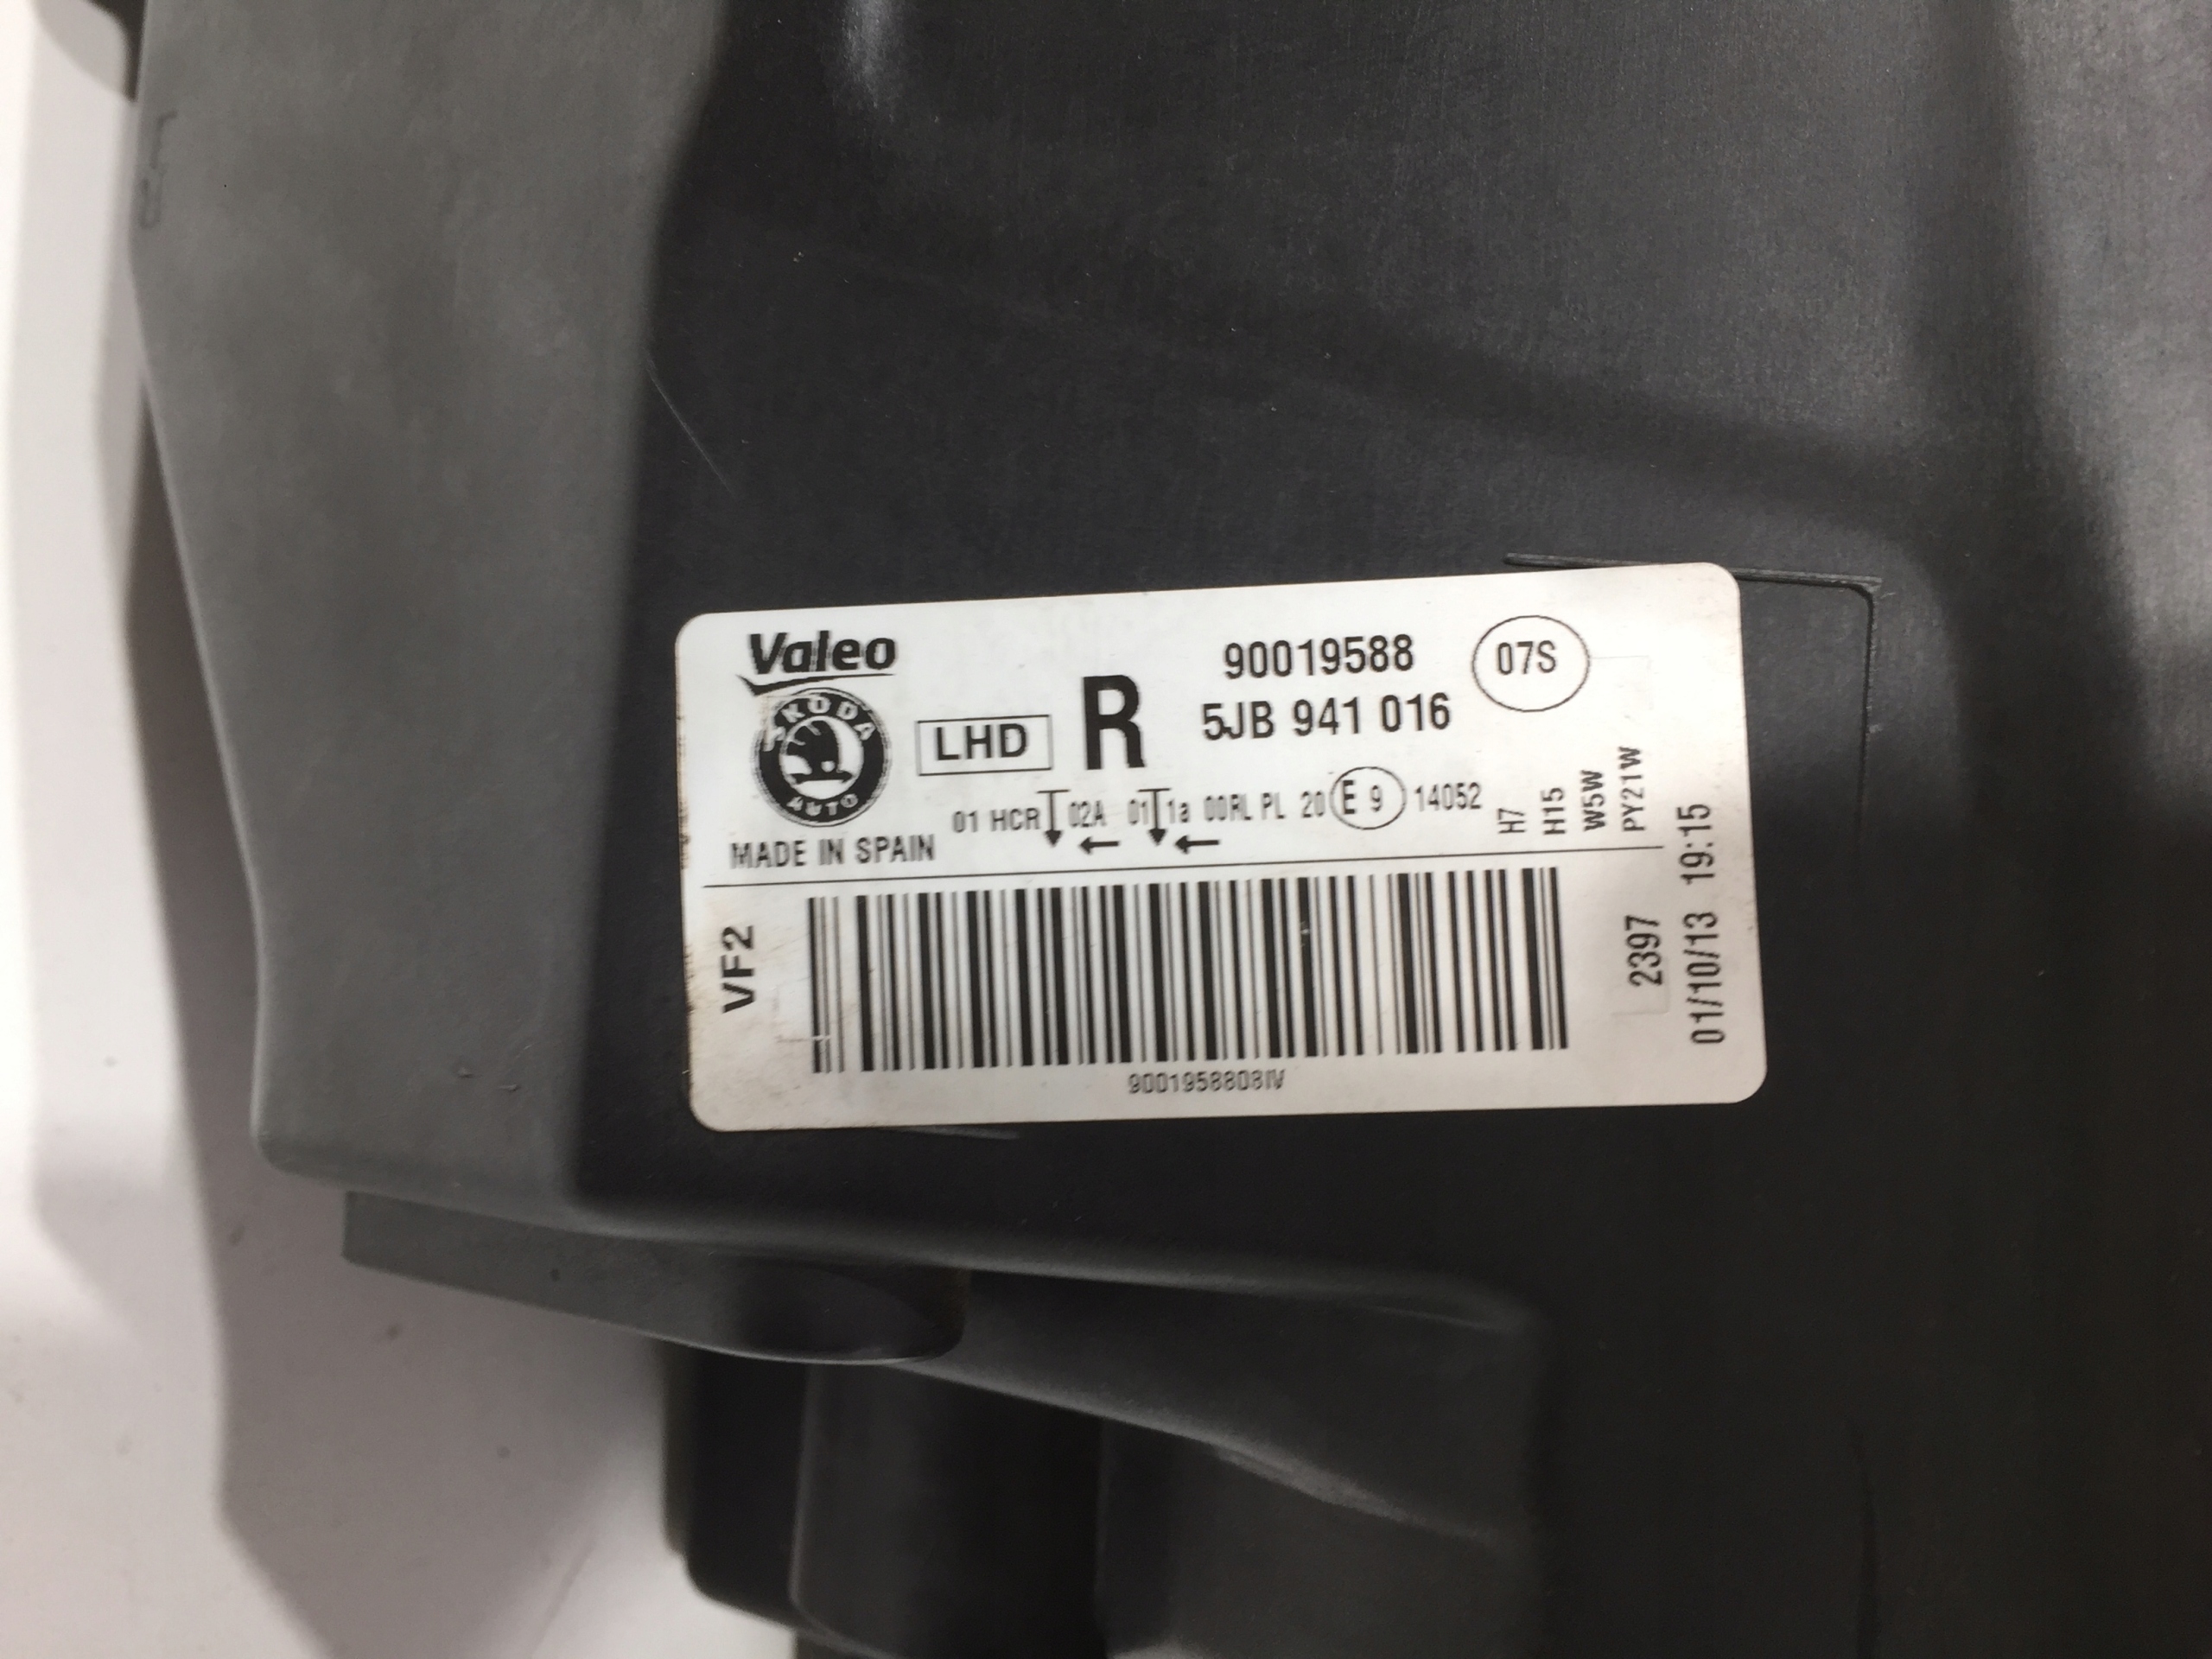 Valeo
90019588
07S
ŠKODA
AUTO
LHD
R
5JB 941 016
01 HCR 02A 01 1a 00RL PL 20 E 9 14052
H7
H15
W5W
PY21W
MADE IN SPAIN
VF2
2397
01/10/13 19:15
9001958808IV